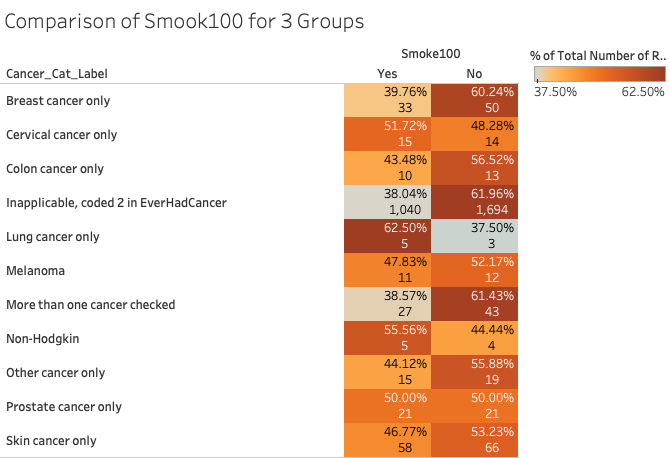 Comparison of Smook100 for 3 Groups
Smoke100
% of Total Number of R..
Cancer_Cat_Label
Yes
No
37.50%
62.50%
Breast cancer only
39.76%
60.24%
33
50
Cervical cancer only
51.72%
48.28%
15
14
Colon cancer only
43.48%
56.52%
10
13
Inapplicable, coded 2 in EverHadCancer
38.04%
61.96%
1,040
1,694
Lung cancer only
62.50%
37.50%
5
3
Melanoma
47.83%
52.17%
11
12
More than one cancer checked
38.57%
61.43%
27
43
Non-Hodgkin
55.56%
44.44%
5
4
Other cancer only
44.12%
55.88%
15
19
Prostate cancer only
50.00%
50.00%
21
21
Skin cancer only
46.77%
53.23%
58
66